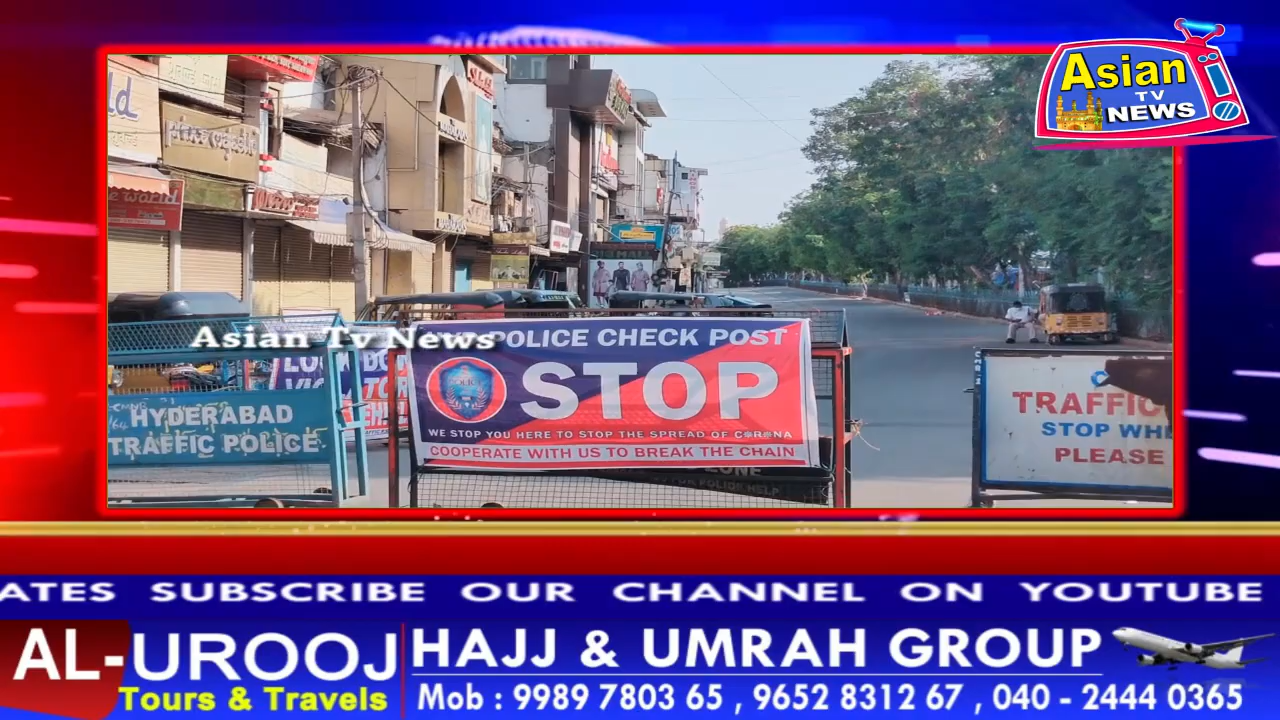 Asian
TV
NEWS
Asian Tv News
POLICE CHECK POST
STOP
WE STOP YOU HERE TO STOP THE SPREAD OF CORONA
COOPERATE WITH US TO BREAK THE CHAIN
HYDERABAD
TRAFFIC POLICE
TRAFFIC
STOP WH
PLEASE
ATES SUBSCRIBE OUR CHANNEL ON YOUTUBE
AL-UROOJ
Tours & Travels
HAJJ & UMRAH GROUP
Mob : 9989 7803 65 , 9652 8312 67 , 040 - 2444 0365